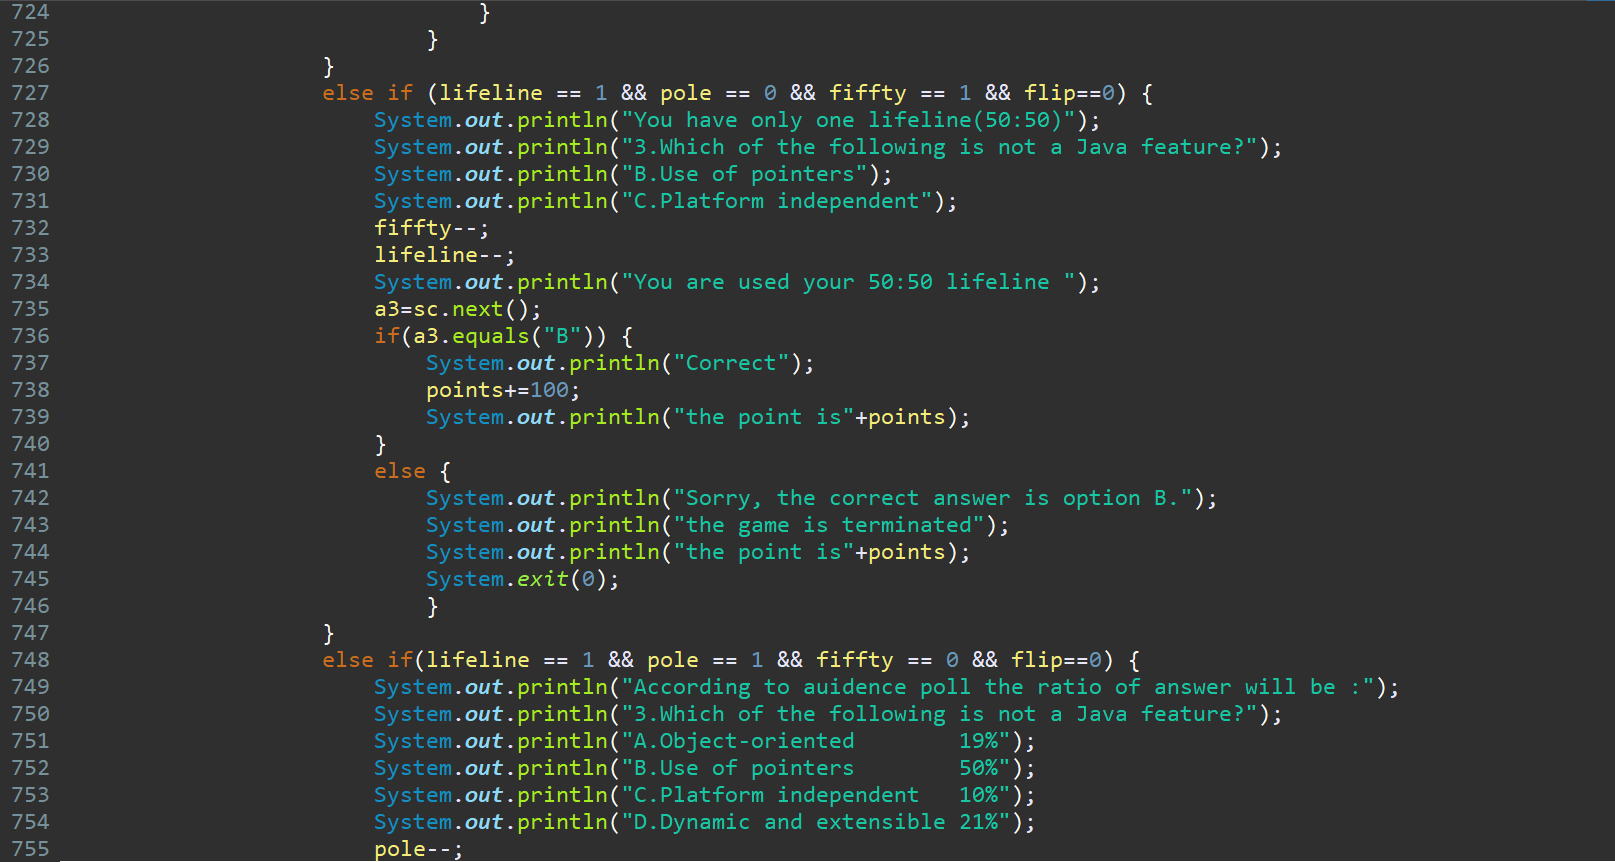 724 }
725 }
726 }
727 else if (lifeline == 1 && pole == 0 && fiffty == 1 && flip==0) {
728 System.out.println("You have only one lifeline(50:50)");
729 System.out.println("3.Which of the following is not a Java feature?");
730 System.out.println("B.Use of pointers");
731 System.out.println("C.Platform independent");
732 fiffty--;
733 lifeline--;
734 System.out.println("You are used your 50:50 lifeline ");
735 a3=sc.next();
736 if(a3.equals("B")) {
737 System.out.println("Correct");
738 points+=100;
739 System.out.println("the point is"+points);
740 }
741 else {
742 System.out.println("Sorry, the correct answer is option B.");
743 System.out.println("the game is terminated");
744 System.out.println("the point is"+points);
745 System.exit(0);
746 }
747 }
748 else if(lifeline == 1 && pole == 1 && fiffty == 0 && flip==0) {
749 System.out.println("According to auidence poll the ratio of answer will be :");
750 System.out.println("3.Which of the following is not a Java feature?");
751 System.out.println("A.Object-oriented        19%");
752 System.out.println("B.Use of pointers        50%");
753 System.out.println("C.Platform independent   10%");
754 System.out.println("D.Dynamic and extensible 21%");
755 pole--;